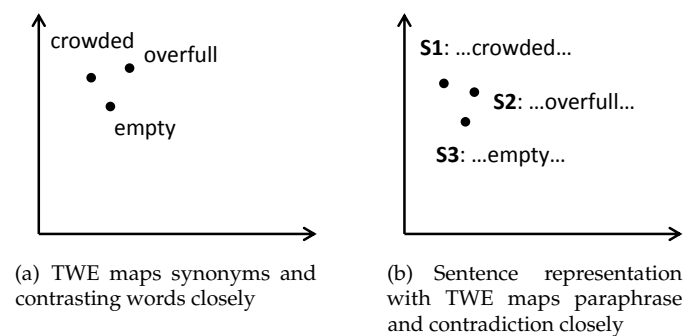 crowded
overfull
empty
S1: ...crowded...
S2: ...overfull...
S3: ...empty...
(a) TWE maps synonyms and
contrasting words closely
(b) Sentence representation
with TWE maps paraphrase
and contradiction closely